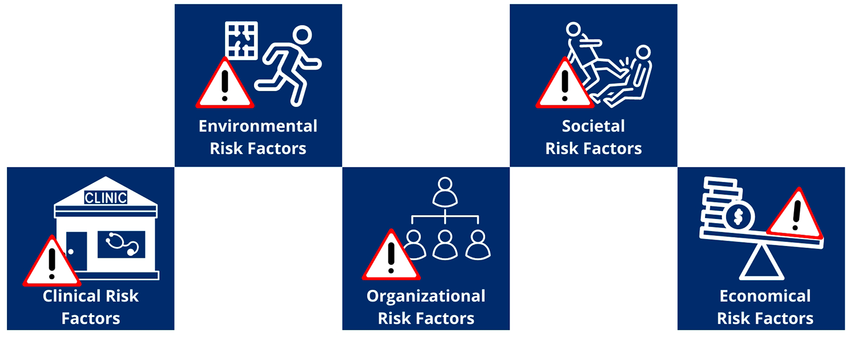 Environmental
Risk Factors
Societal
Risk Factors
CLINIC
Clinical Risk
Factors
Organizational
Risk Factors
$
Economical
Risk Factors